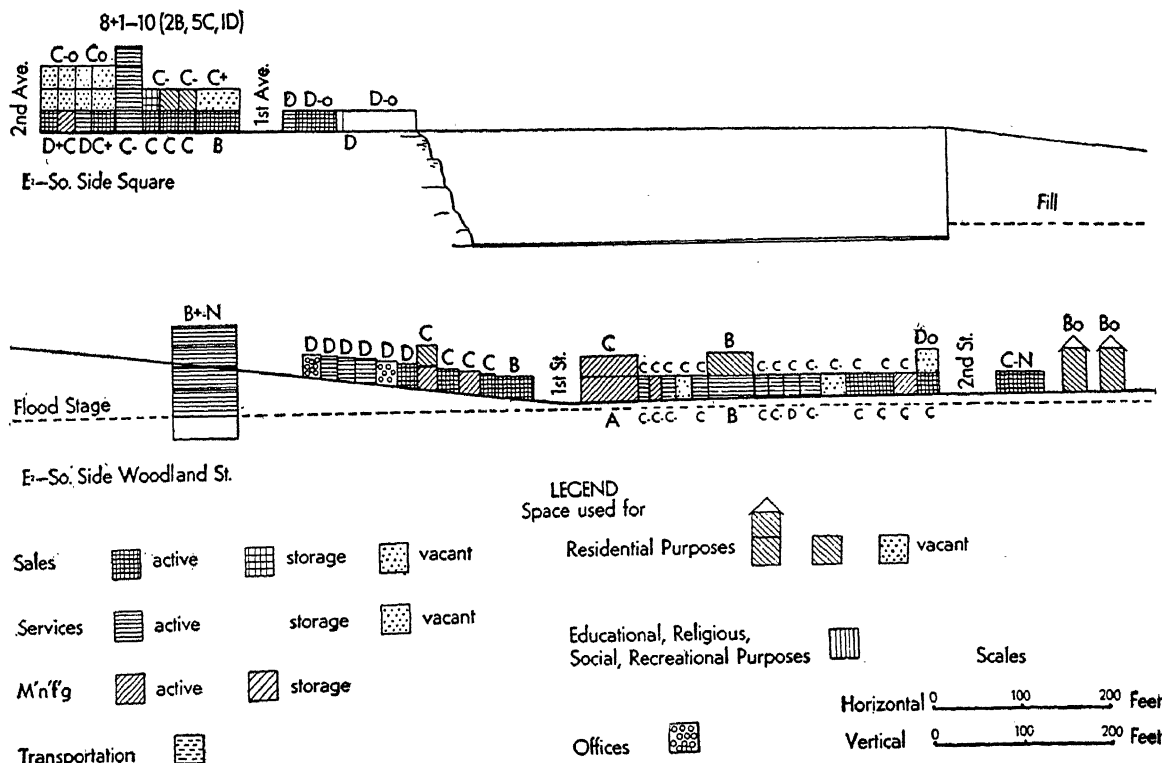 8+1–10 (2B, 5C, 1D)
2nd Ave.
C-o Co
C- C- C+
1st Ave.
D D-o D-o
D+C DC+ C- C C C B
D
E²–So. Side Square
Fill
B+-N
D D D D D D C C C C B
1st St.
C C- C- C C C B C C C C- C- C C C Do
2nd St.
C-N
Bo Bo
Flood Stage
A C-C-C- C B C C- D C- C C C C
E²–So. Side Woodland St.
LEGEND
Space used for
Sales active storage vacant
Residential Purposes vacant
Services active storage vacant
Educational, Religious,
Social, Recreational Purposes
M'n'f'g active storage
Scales
Horizontal 0 100 200 Feet
Vertical 0 100 200 Feet
Transportation
Offices